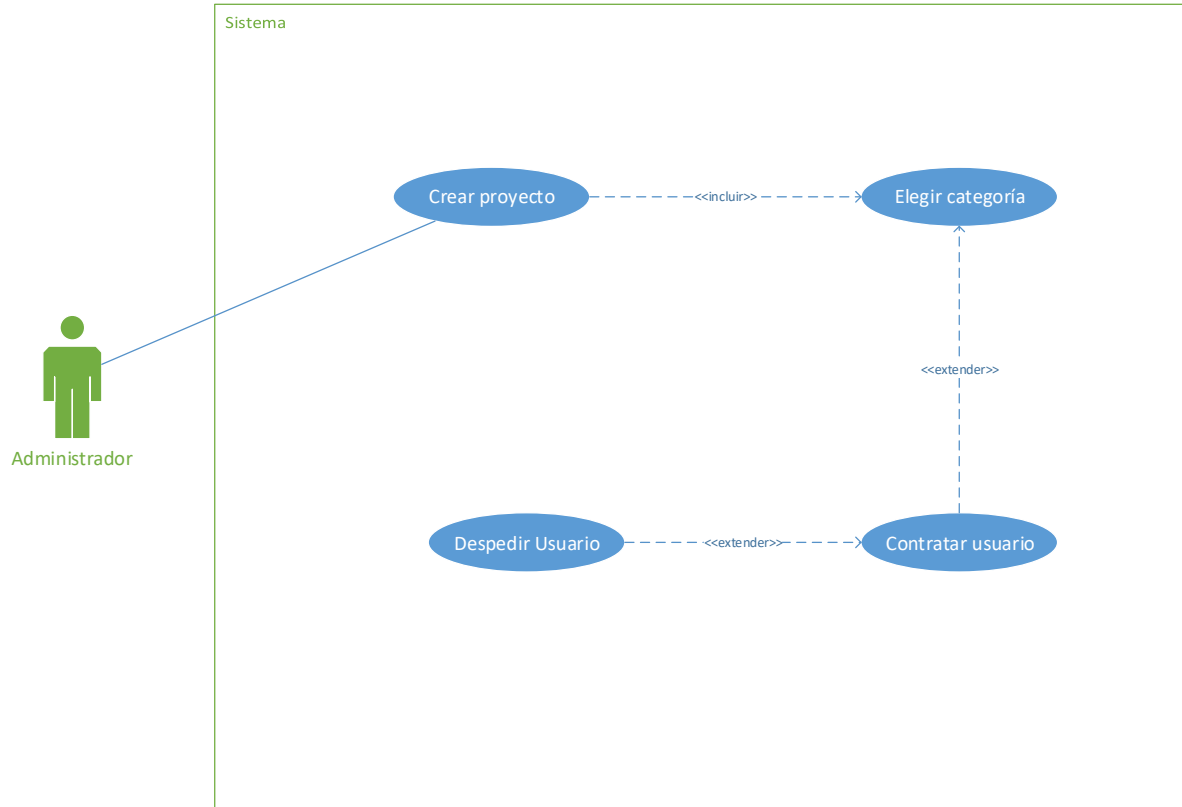 Sistema
Crear proyecto
<<incluir>>
Elegir categoría
<<extender>>
Administrador
Despedir Usuario
<<extender>>
Contratar usuario